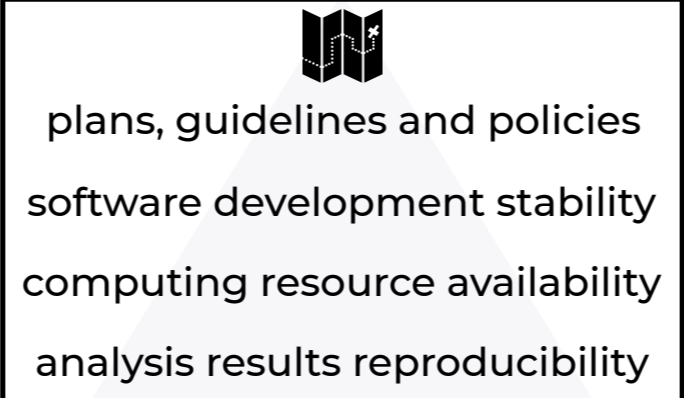 plans, guidelines and policies
software development stability
computing resource availability
analysis results reproducibility